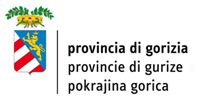 provincia di gorizia
provincie di gurize
pokrajina gorica